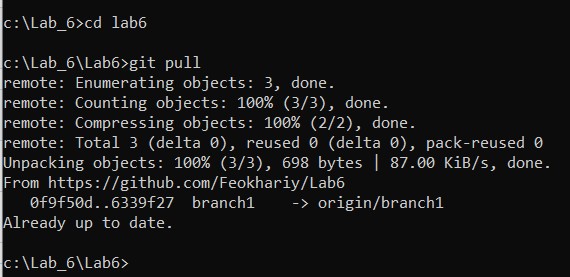 c:\Lab_6>cd lab6
c:\Lab_6\Lab6>git pull
remote: Enumerating objects: 3, done.
remote: Counting objects: 100% (3/3), done.
remote: Compressing objects: 100% (2/2), done.
remote: Total 3 (delta 0), reused 0 (delta 0), pack-reused 0
Unpacking objects: 100% (3/3), 698 bytes | 87.00 KiB/s, done.
From https://github.com/Feokhariy/Lab6
   0f9f50d..6339f27  branch1    -> origin/branch1
Already up to date.
c:\Lab_6\Lab6>